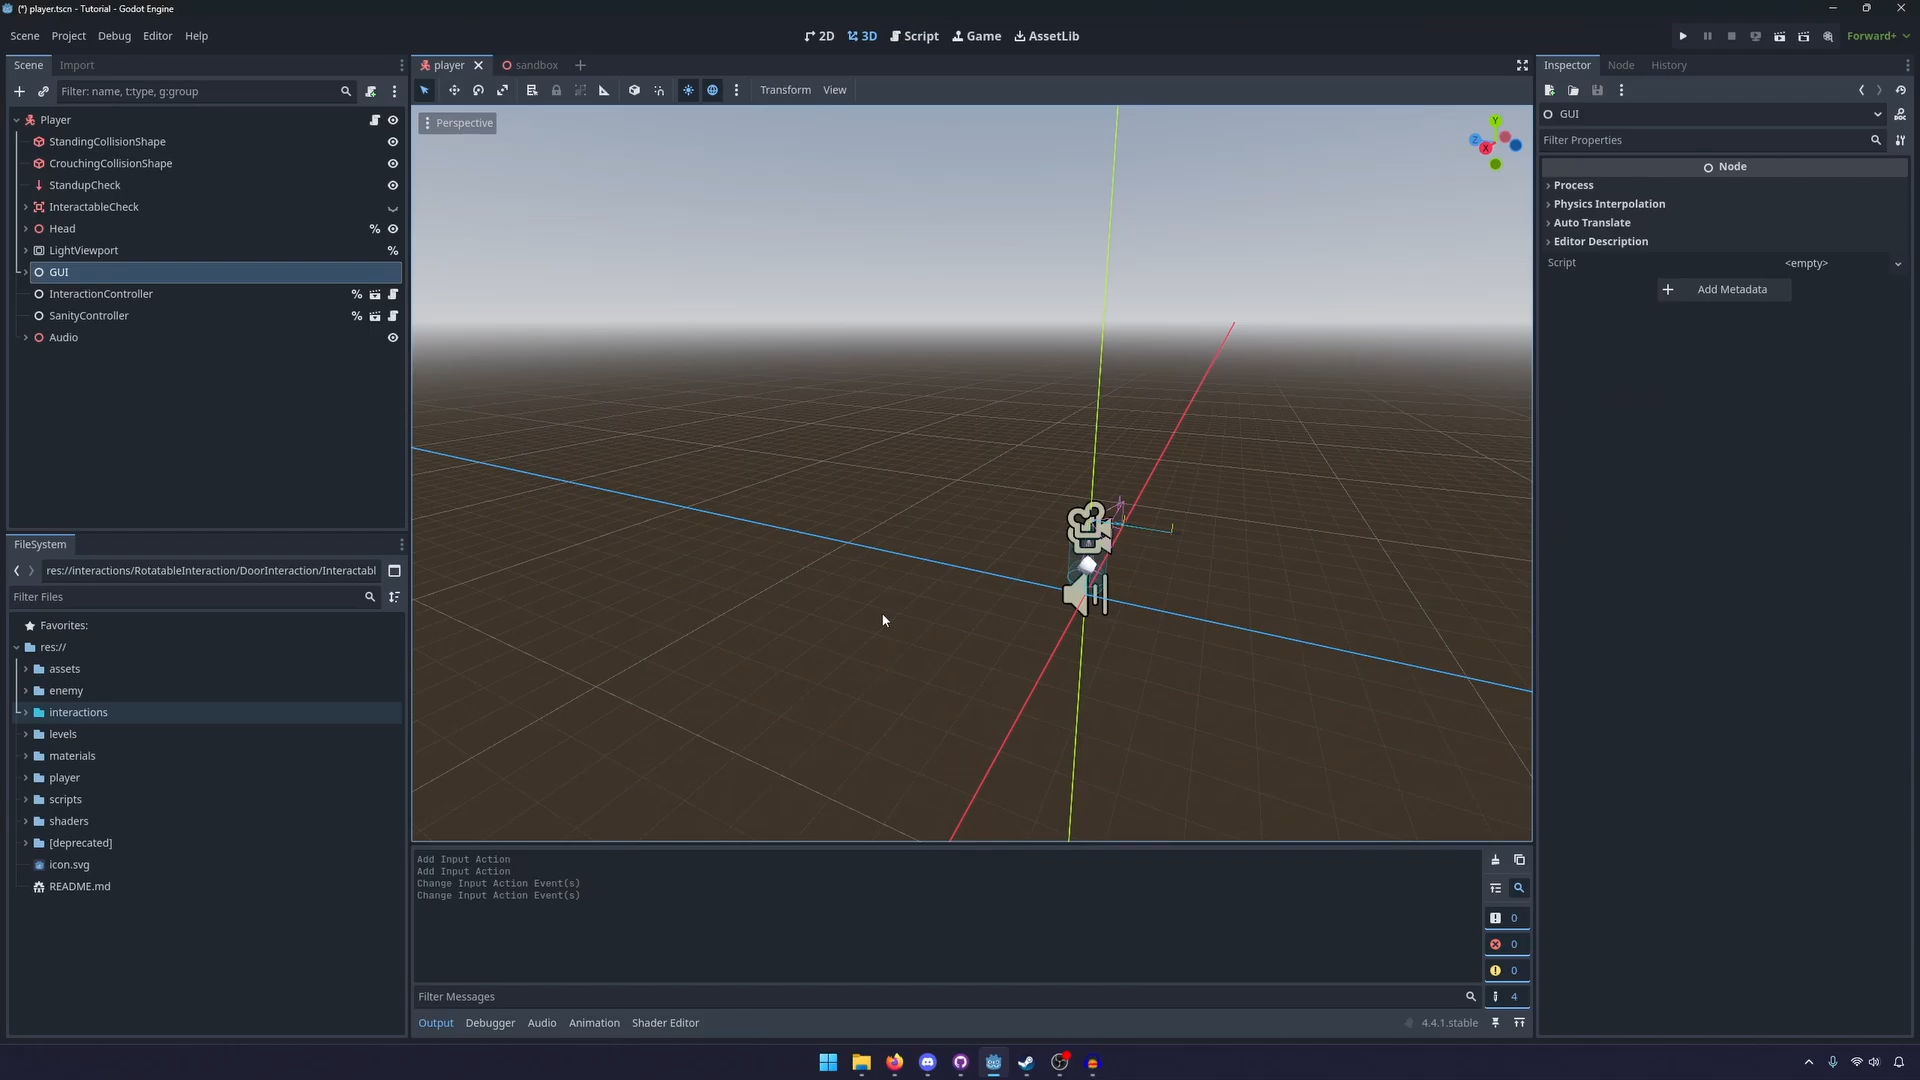 (*) player.tscn - Tutorial - Godot Engine
Scene Project Debug Editor Help
2D 3D Script Game AssetLib
Forward+
Scene Import
Filter: name, t:type, g:group
Player
StandingCollisionShape
CrouchingCollisionShape
StandupCheck
InteractableCheck
Head %
LightViewport %
GUI
InteractionController %
SanityController %
Audio
FileSystem
res://interactions/RotatableInteraction/DoorInteraction/Interactabl
Filter Files
Favorites:
res://
assets
enemy
interactions
levels
materials
player
scripts
shaders
[deprecated]
icon.svg
README.md
player sandbox
Transform View
Perspective
Y
Z
X
Add Input Action
Add Input Action
Change Input Action Event(s)
Change Input Action Event(s)
0
0
0
4
Filter Messages
Output Debugger Audio Animation Shader Editor 4.4.1.stable
Inspector Node History
GUI
Filter Properties
Node
Process
Physics Interpolation
Auto Translate
Editor Description
Script <empty>
Add Metadata